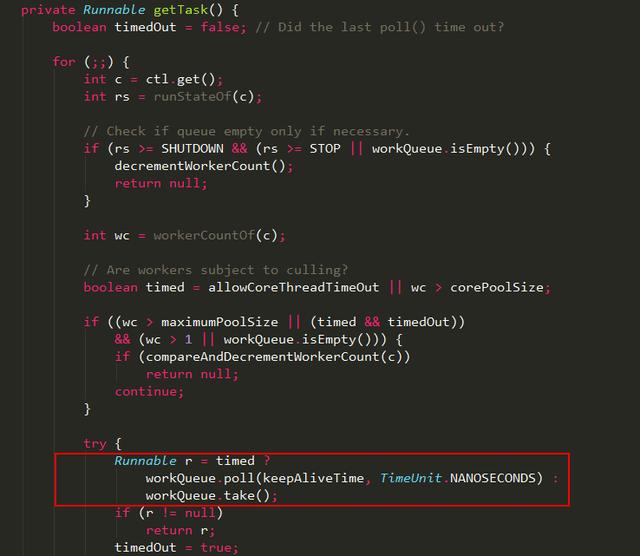 private Runnable getTask() {
boolean timedOut = false; // Did the last poll() time out?
for (;;) {
int c = ctl.get();
int rs = runStateOf(c);
// Check if queue empty only if necessary.
if (rs >= SHUTDOWN && (rs >= STOP || workQueue.isEmpty())) {
decrementWorkerCount();
return null;
}
int wc = workerCountOf(c);
// Are workers subject to culling?
boolean timed = allowCoreThreadTimeOut || wc > corePoolSize;
if ((wc > maximumPoolSize || (timed && timedOut))
&& (wc > 1 || workQueue.isEmpty())) {
if (compareAndDecrementWorkerCount(c))
return null;
continue;
}
try {
Runnable r = timed ?
workQueue.poll(keepAliveTime, TimeUnit.NANOSECONDS) :
workQueue.take();
if (r != null)
return r;
timedOut = true;